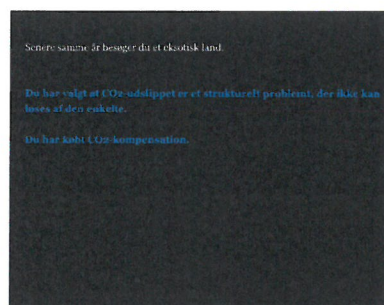 Senere samme år besøger du et eksotisk land.
Du har valgt at CO2-udslippet er et strukturelt problemt, der ikke kan
løses af den enkelte.
Du har købt CO2-kompensation.